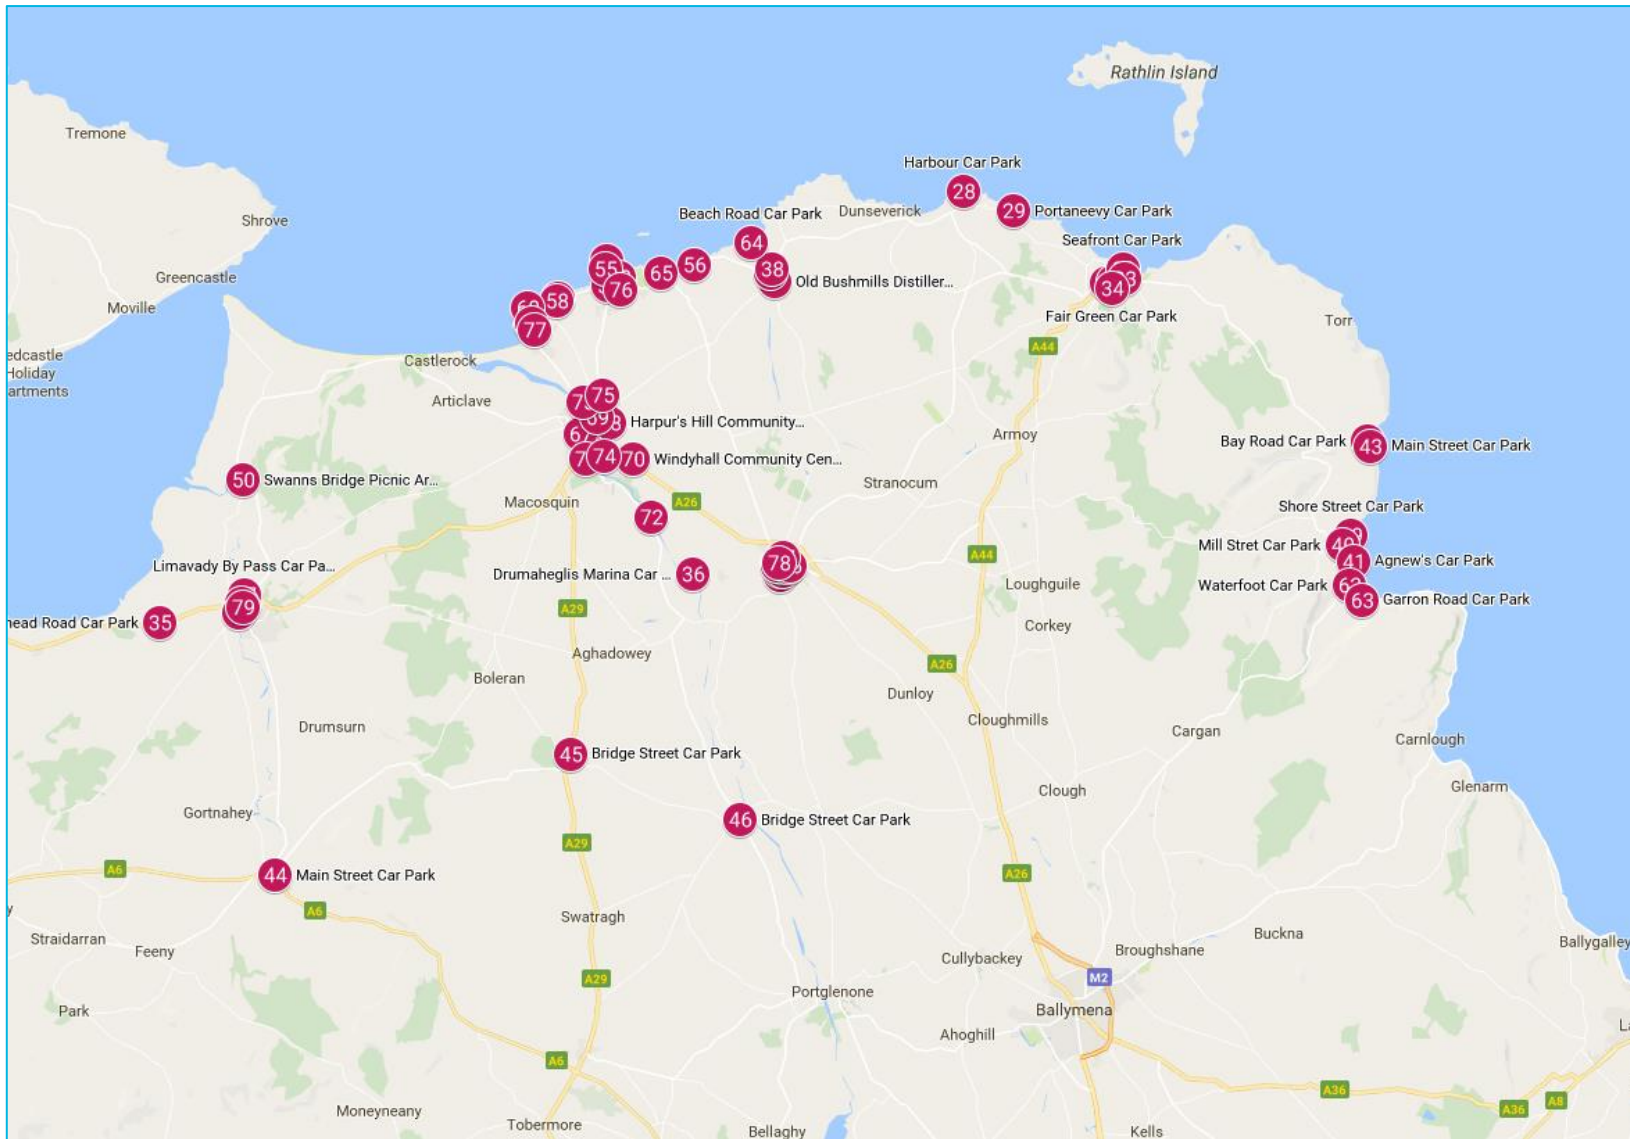 Rathlin Island
Tremone
Harbour Car Park
28
29
Portaneevy Car Park
Beach Road Car Park
Dunseverick
Shrove
Seafront Car Park
64
Greencastle
55
65
56
38
Old Bushmills Distiller...
34
Moville
58
76
Fair Green Car Park
Torr
77
A44
Castlerock
Holiday
Articlave
75
Harpur's Hill Community...
Armoy
Bay Road Car Park
43
Main Street Car Park
74
70
Windyhall Community Cen...
50
Swanns Bridge Picnic Ar...
Stranocum
Macosquin
A26
Shore Street Car Park
72
Mill Stret Car Park
A44
41
Agnew's Car Park
Limavady By Pass Car Pa...
78
Drumaheglis Marina Car ...
36
Loughguile
Waterfoot Car Park
63
Garron Road Car Park
79
A29
head Road Car Park
35
Corkey
Aghadowey
A26
Boleran
Dunloy
Drumsurn
Cloughmills
Cargan
Carnlough
45
Bridge Street Car Park
Glenarm
Clough
Gortnahey
46
Bridge Street Car Park
A29
A6
44
Main Street Car Park
A26
A6
Swatragh
Straidarran
Feeny
Buckna
Ballygalley
Broughshane
Cullybackey
A29
M2
Portglenone
Park
Ballymena
Ahoghill
A6
A36
A36
A8
Moneyneany
Tobermore
Bellaghy
Kells